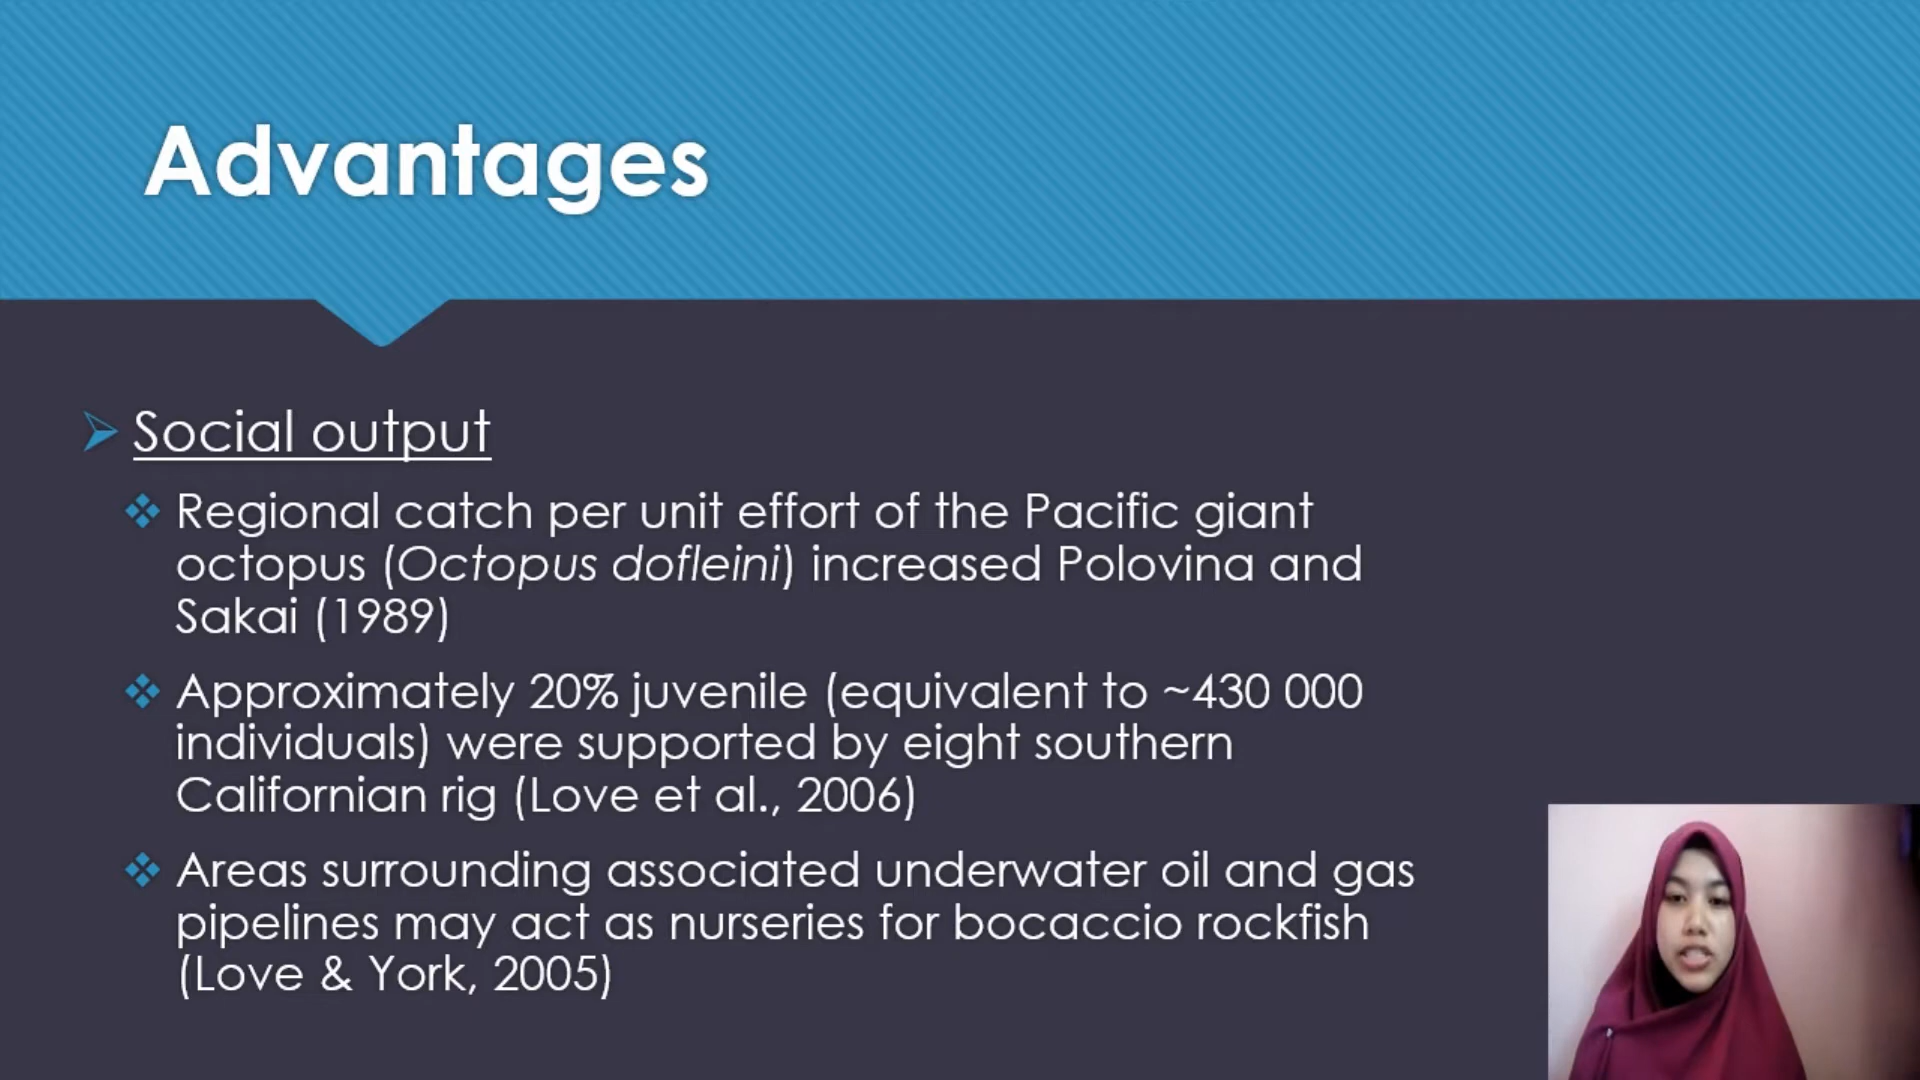 Advantages
Social output
Regional catch per unit effort of the Pacific giant
octopus (Octopus dofleini) increased Polovina and
Sakai (1989)
Approximately 20% juvenile (equivalent to ~430 000
individuals) were supported by eight southern
Californian rig (Love et al., 2006)
Areas surrounding associated underwater oil and gas
pipelines may act as nurseries for bocaccio rockfish
(Love & York, 2005)